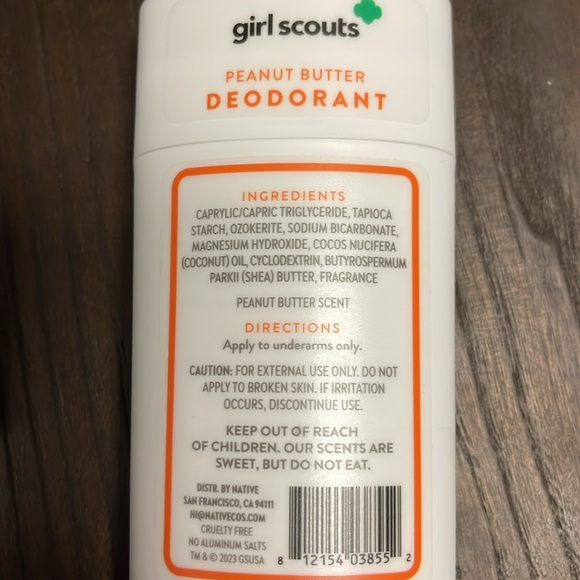 girl scouts
PEANUT BUTTER
DEODORANT
INGREDIENTS
CAPRYLIC/CAPRIC TRIGLYCERIDE, TAPIOCA
STARCH, OZOKERITE, SODIUM BICARBONATE,
MAGNESIUM HYDROXIDE, COCOS NUCIFERA
(COCONUT) OIL, CYCLODEXTRIN, BUTYROSPERMUM
PARKII (SHEA) BUTTER, FRAGRANCE
PEANUT BUTTER SCENT
DIRECTIONS
Apply to underarms only.
CAUTION: FOR EXTERNAL USE ONLY. DO NOT
APPLY TO BROKEN SKIN. IF IRRITATION
OCCURS, DISCONTINUE USE.
KEEP OUT OF REACH
OF CHILDREN. OUR SCENTS ARE
SWEET, BUT DO NOT EAT.
DISTR. BY NATIVE
SAN FRANCISCO, CA 94111
HI@NATIVECOS.COM
CRUELTY FREE
NO ALUMINUM SALTS
TM & © 2023 GSUSA
8 12154 03855 2